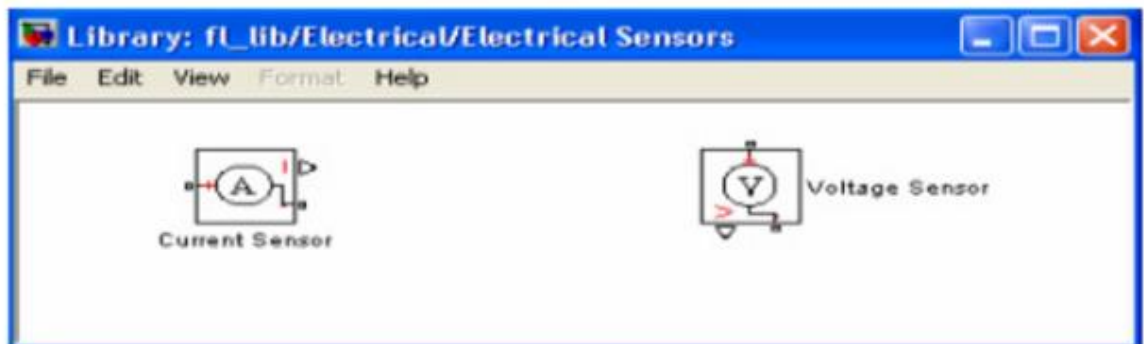 Library: fl_lib/Electrical/Electrical Sensors
File Edit View Format Help
A I
V V
Voltage Sensor
Current Sensor